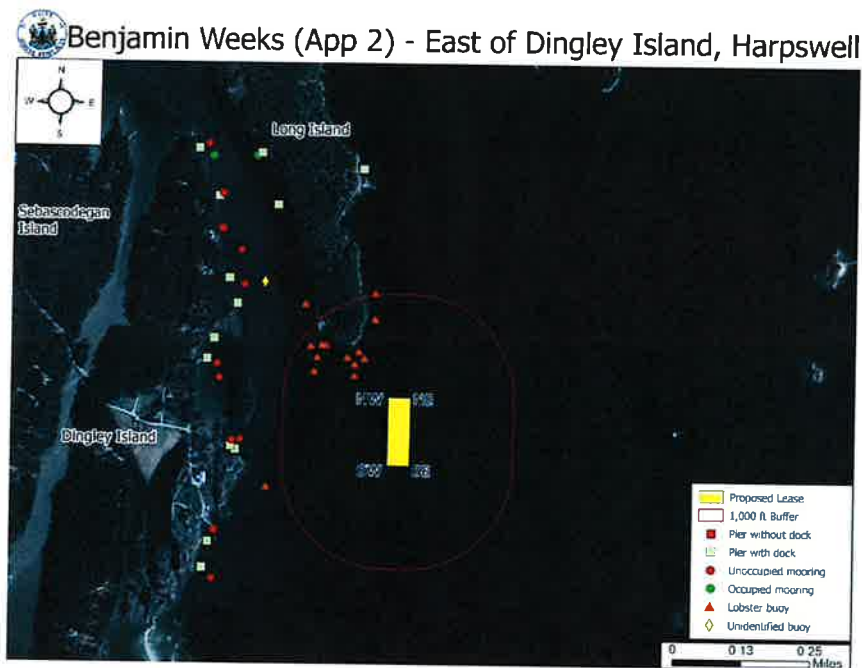 Benjamin Weeks (App 2) - East of Dingley Island, Harpswell
N
W E
S
Long Island
Sebascodegan
Island
NW NE
Dingley Island
SW SE
Proposed Lease
1,000 ft Buffer
Pier without dock
Pier with dock
Unoccupied mooring
Occupied mooring
Lobster buoy
Unidentified buoy
0 0 13 0 25
Miles